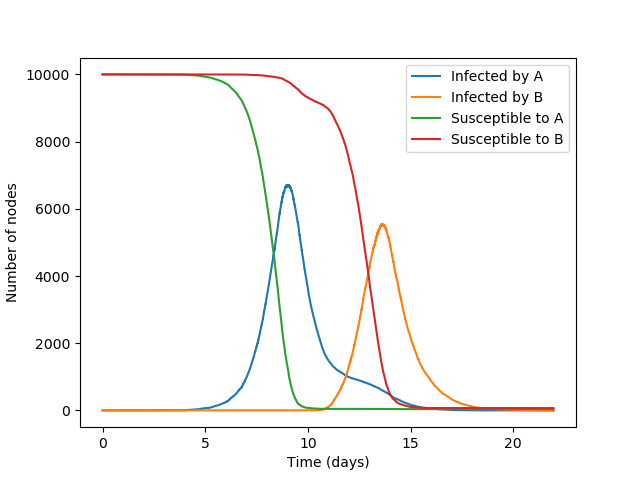 Infected by A
Infected by B
Susceptible to A
Susceptible to B
10000
8000
6000
4000
2000
0
Number of nodes
0 5 10 15 20
Time (days)